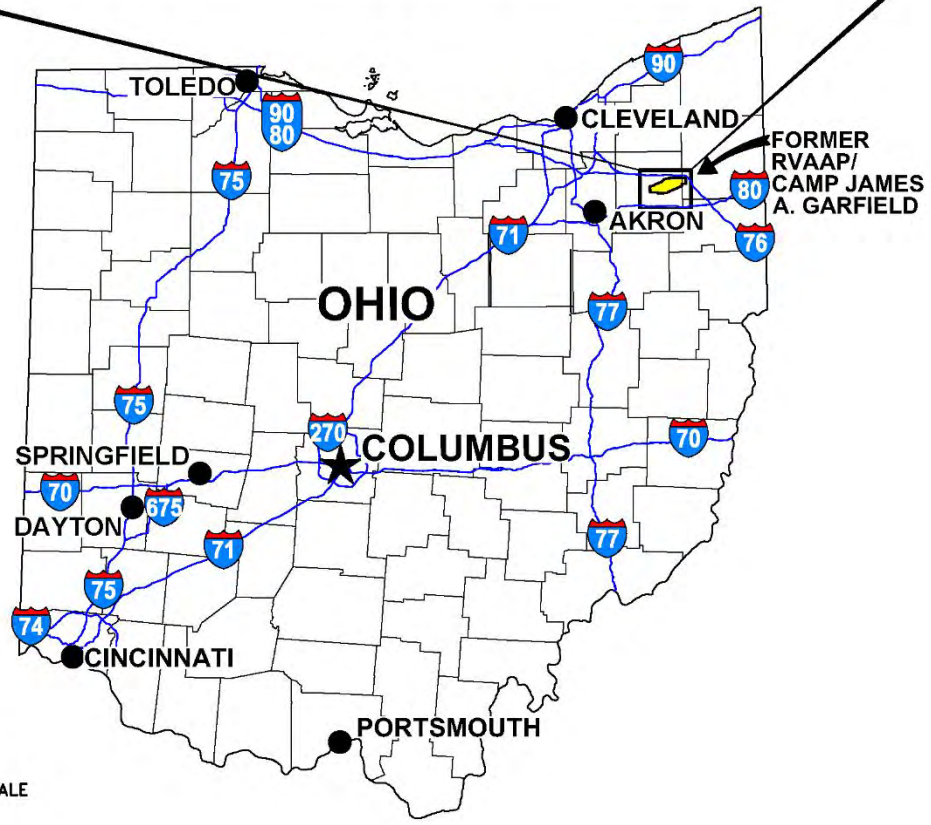 90
TOLEDO
90
80
CLEVELAND
FORMER
RVAAP/
CAMP JAMES
A. GARFIELD
75
80
AKRON
71
76
OHIO
77
75
270
COLUMBUS
70
SPRINGFIELD
70
675
DAYTON
71
77
75
74
CINCINNATI
PORTSMOUTH
ALE